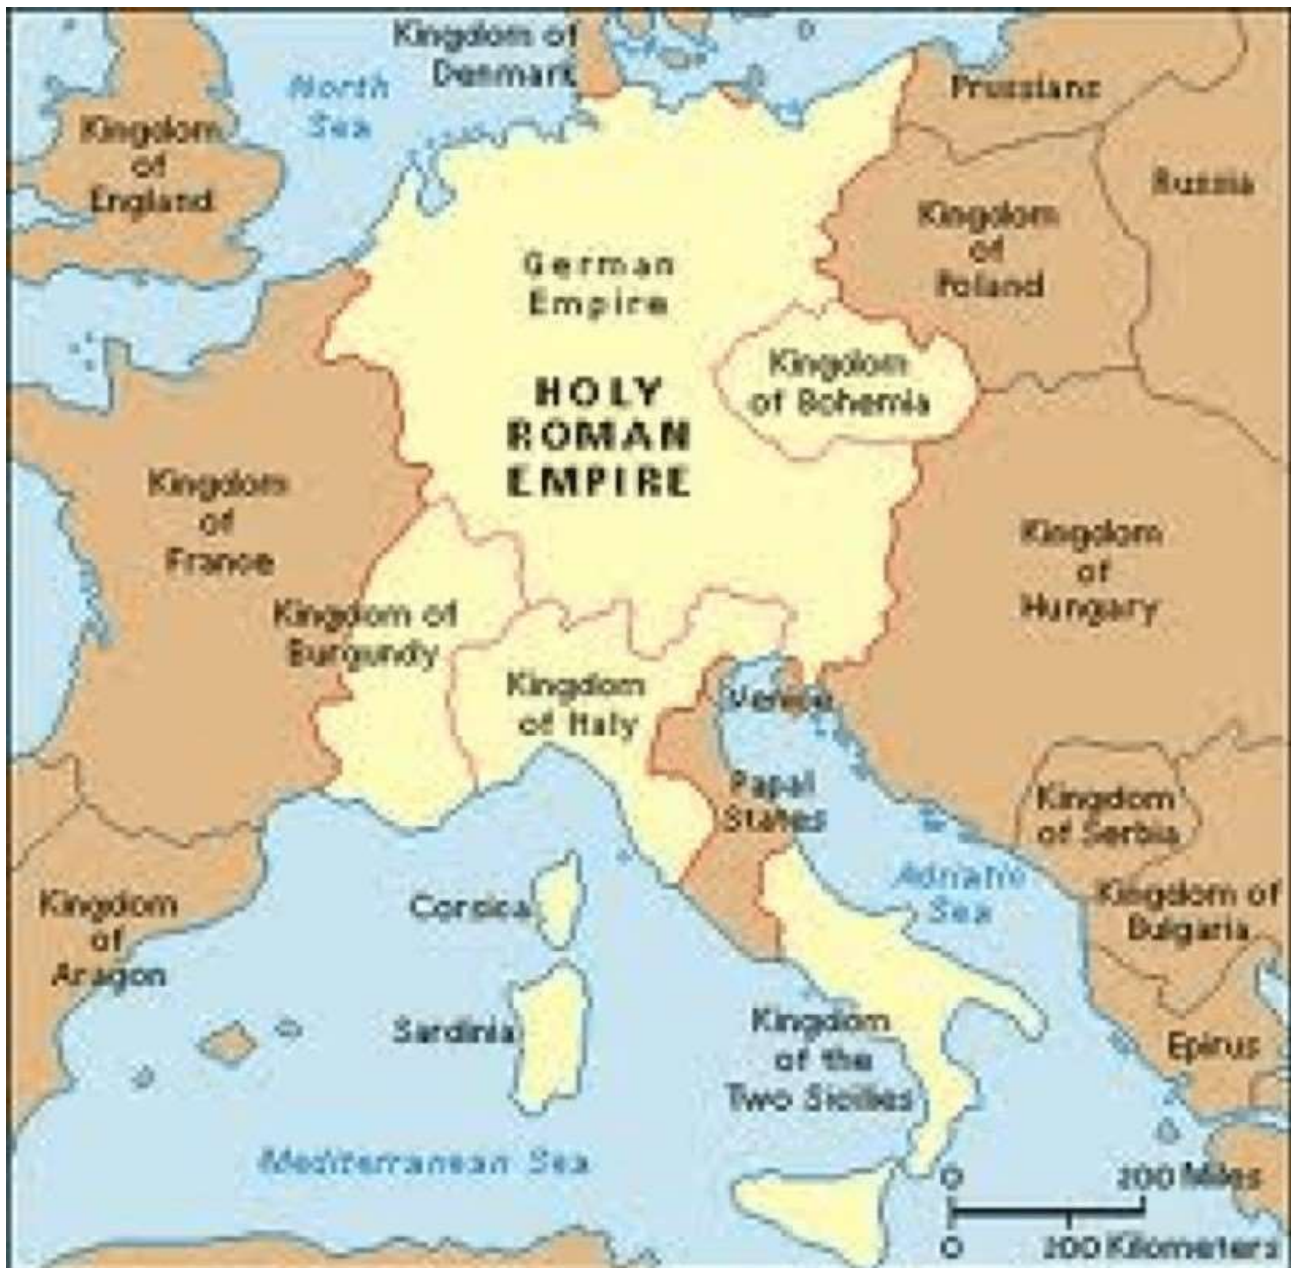 Kingdom of
Denmark
North
Sea
Prussians
Kingdom
of
England
Russia
Kingdom
of
Poland
German
Empire
Kingdom
of Bohemia
HOLY
ROMAN
EMPIRE
Kingdom
of
France
Kingdom
of
Hungary
Kingdom of
Burgundy
Kingdom
of Italy
Venice
Papal
States
Kingdom
of Serbia
Adriatic
Sea
Kingdom of
Bulgaria
Corsica
Kingdom
of
Aragon
Sardinia
Kingdom
of the
Two Sicilies
Epirus
Mediterranean Sea
0 200 Miles
0 200 Kilometers